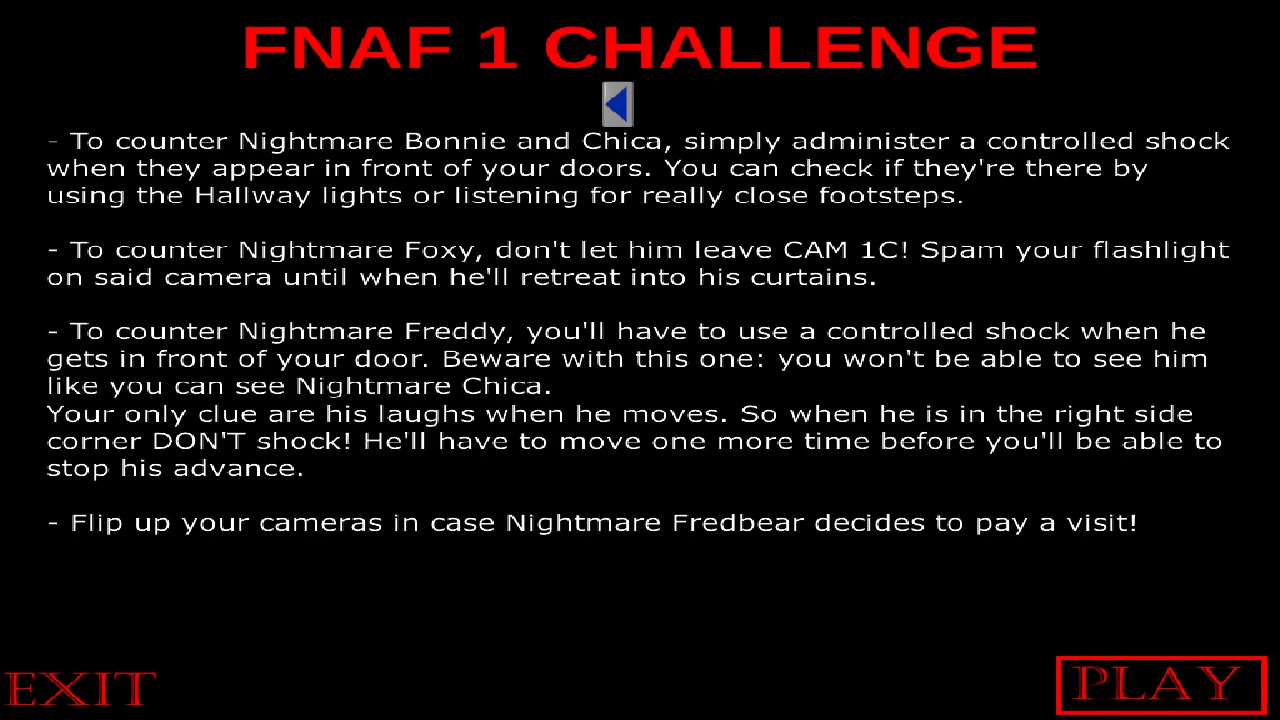 FNAF 1 CHALLENGE
- To counter Nightmare Bonnie and Chica, simply administer a controlled shock
when they appear in front of your doors. You can check if they're there by
using the Hallway lights or listening for really close footsteps.
- To counter Nightmare Foxy, don't let him leave CAM 1C! Spam your flashlight
on said camera until when he'll retreat into his curtains.
- To counter Nightmare Freddy, you'll have to use a controlled shock when he
gets in front of your door. Beware with this one: you won't be able to see him
like you can see Nightmare Chica.
Your only clue are his laughs when he moves. So when he is in the right side
corner DON'T shock! He'll have to move one more time before you'll be able to
stop his advance.
- Flip up your cameras in case Nightmare Fredbear decides to pay a visit!
EXIT
PLAY